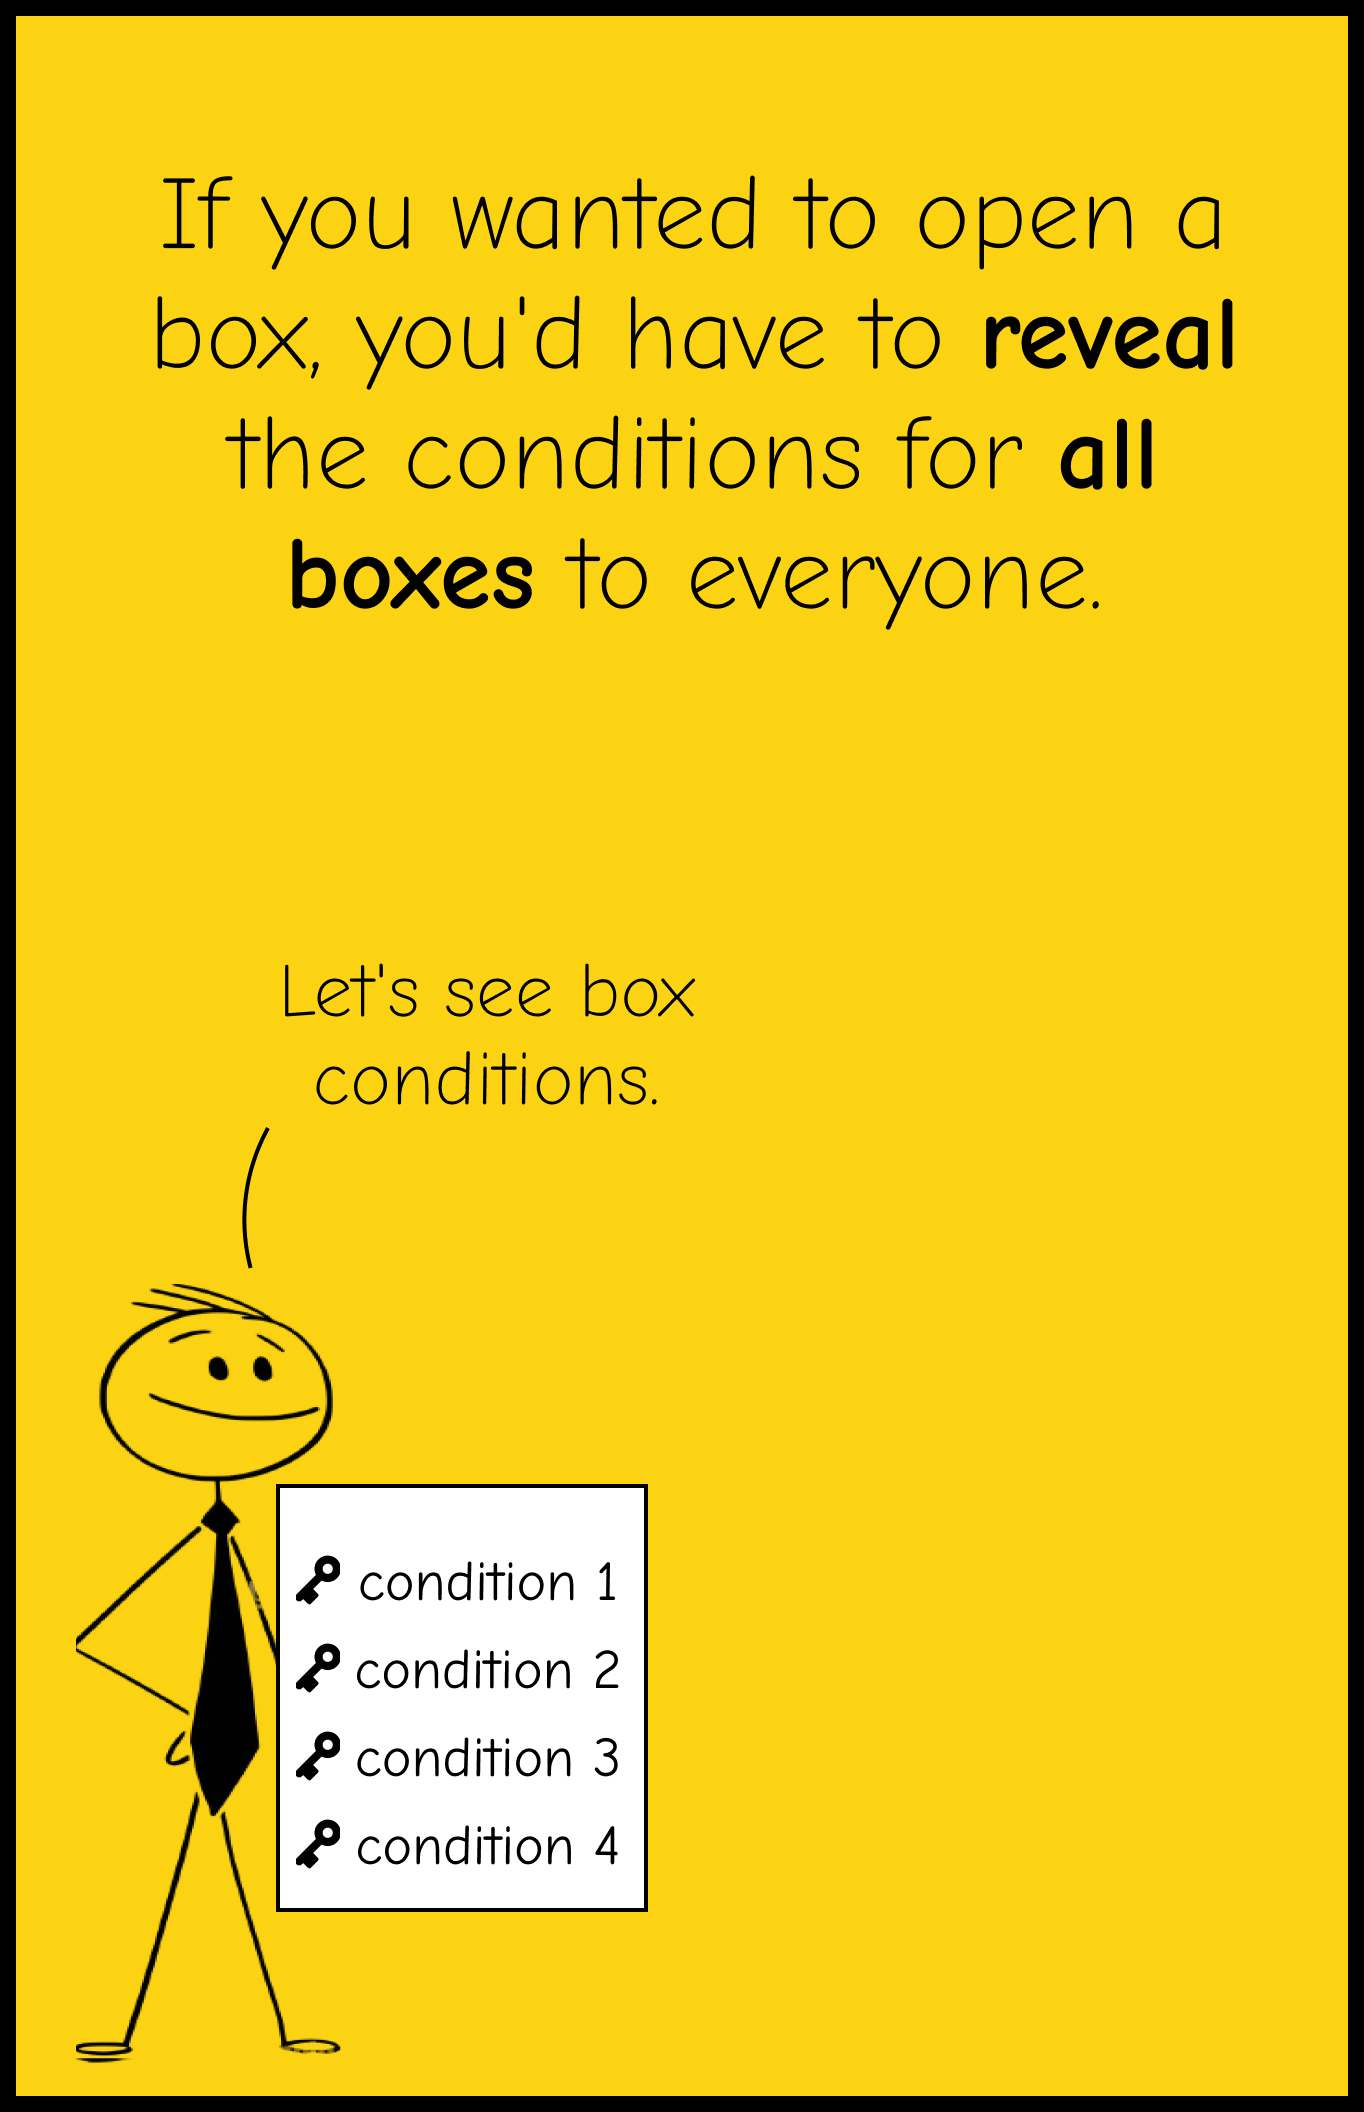 If you wanted to open a
box, you'd have to reveal
the conditions for all
boxes to everyone.
Let's see box
conditions.
condition 1
condition 2
condition 3
condition 4